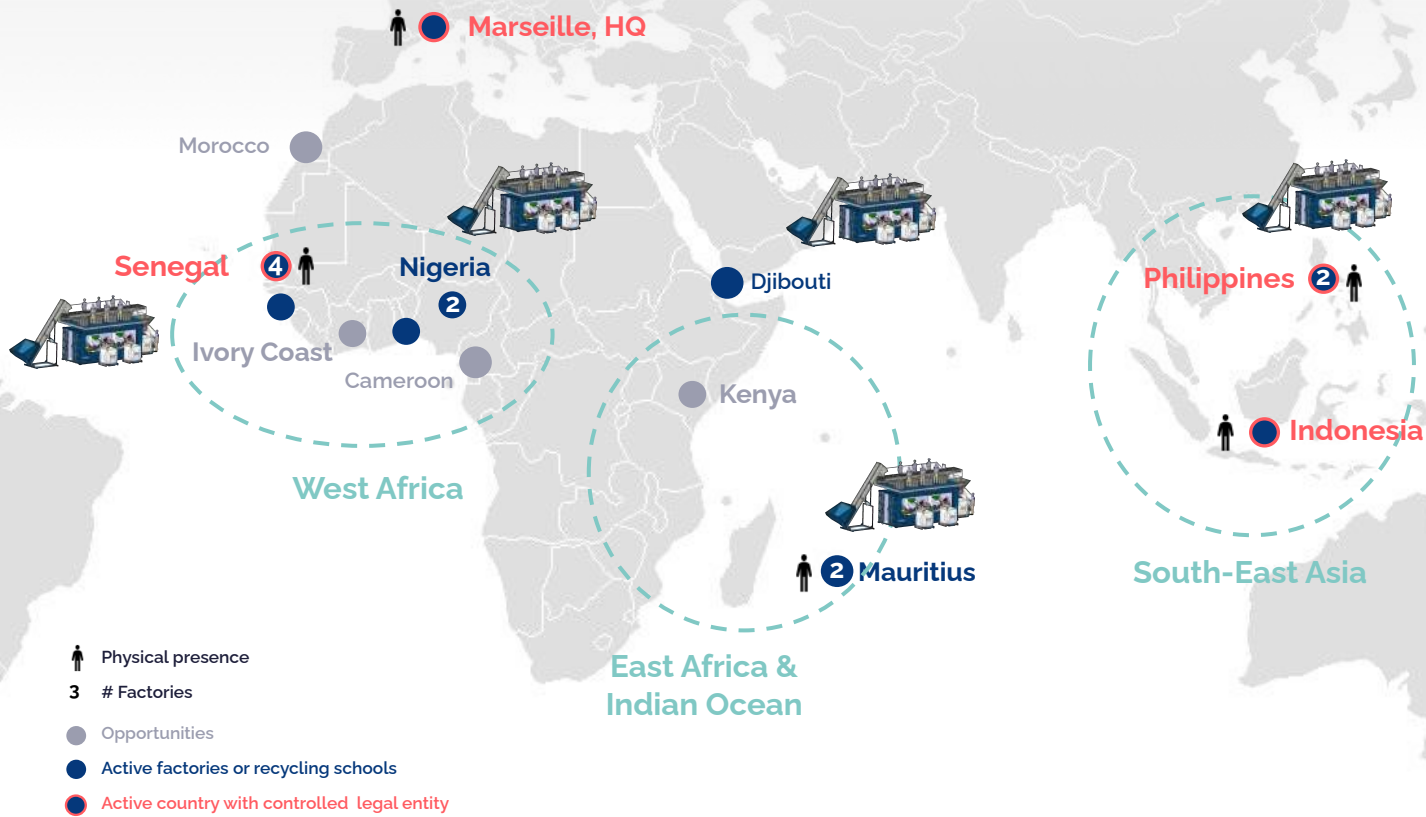 Marseille, HQ
Morocco
Senegal
4
Nigeria
2
Ivory Coast
Cameroon
West Africa
Djibouti
Kenya
2 Mauritius
East Africa &
Indian Ocean
Philippines 2
Indonesia
South-East Asia
Physical presence
3 # Factories
Opportunities
Active factories or recycling schools
Active country with controlled legal entity